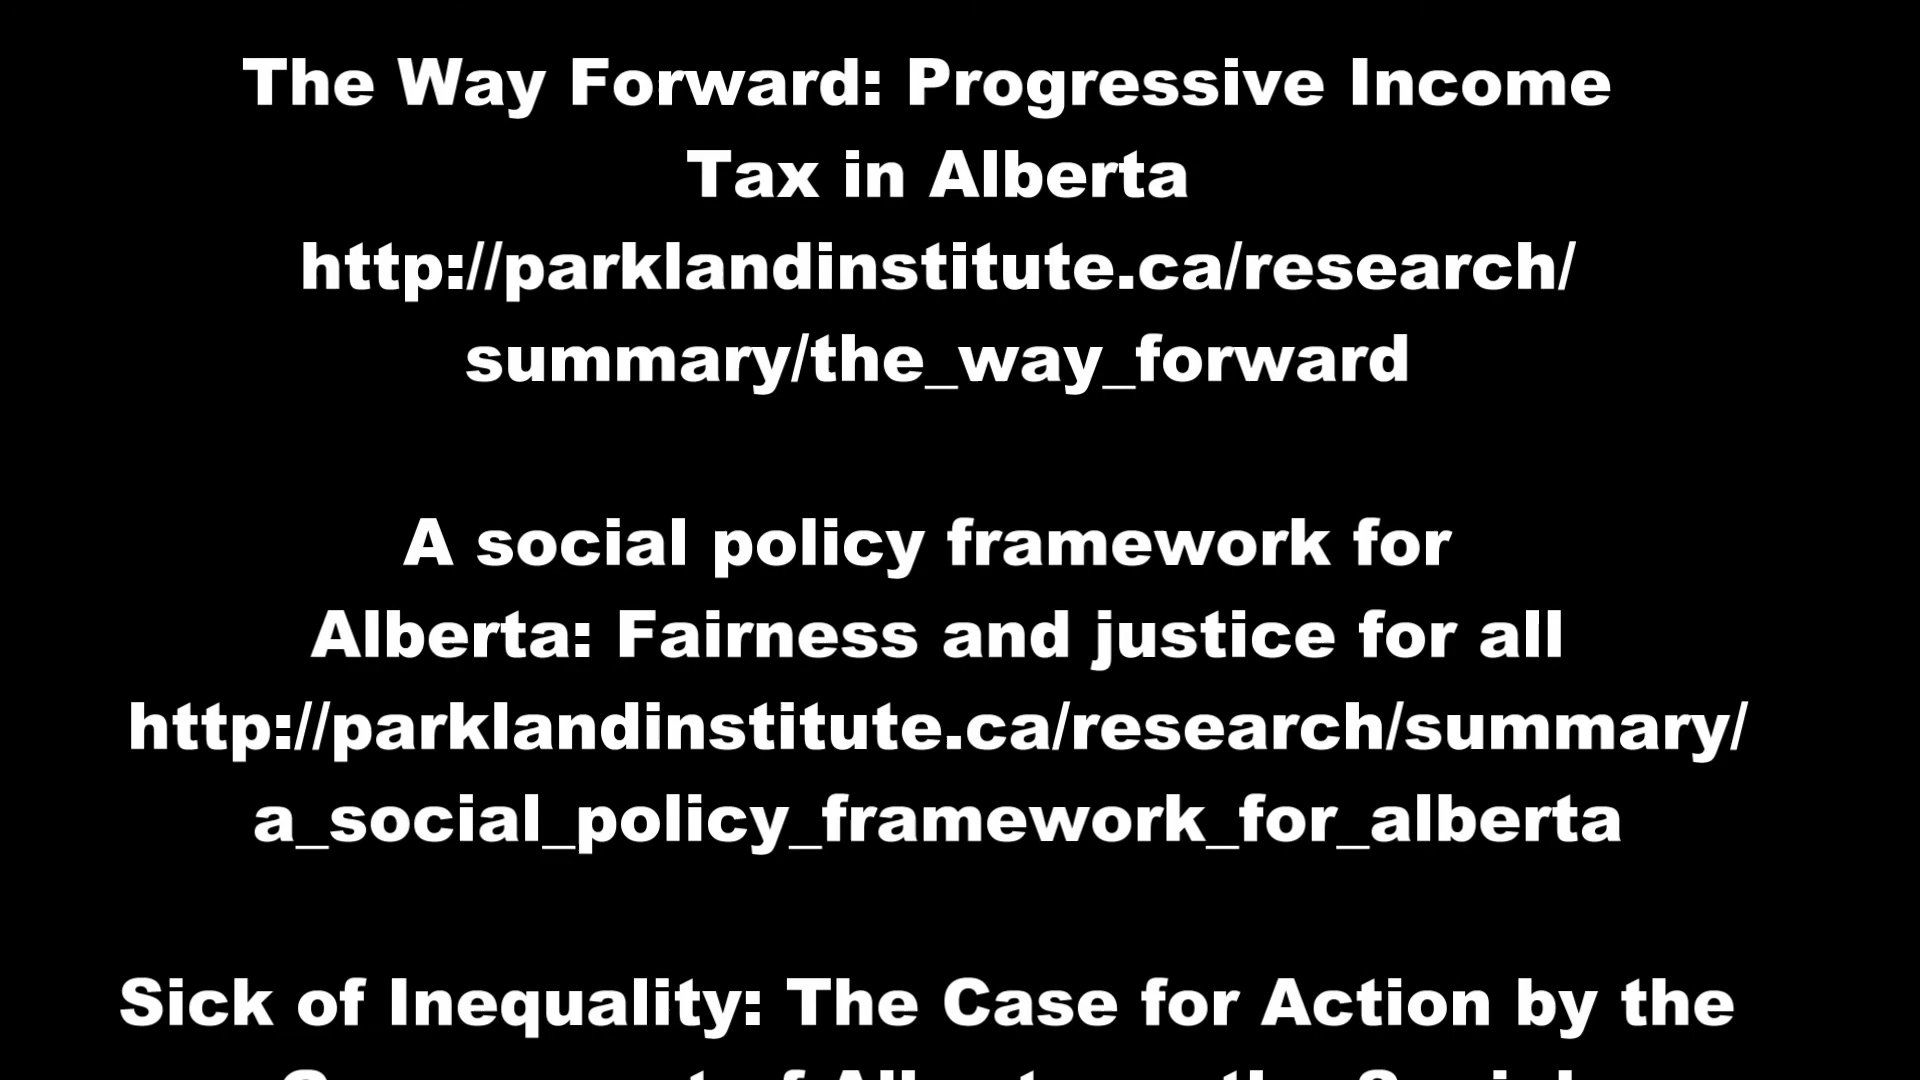 The Way Forward: Progressive Income
Tax in Alberta
http://parklandinstitute.ca/research/
summary/the_way_forward
A social policy framework for
Alberta: Fairness and justice for all
http://parklandinstitute.ca/research/summary/
a_social_policy_framework_for_alberta
Sick of Inequality: The Case for Action by the